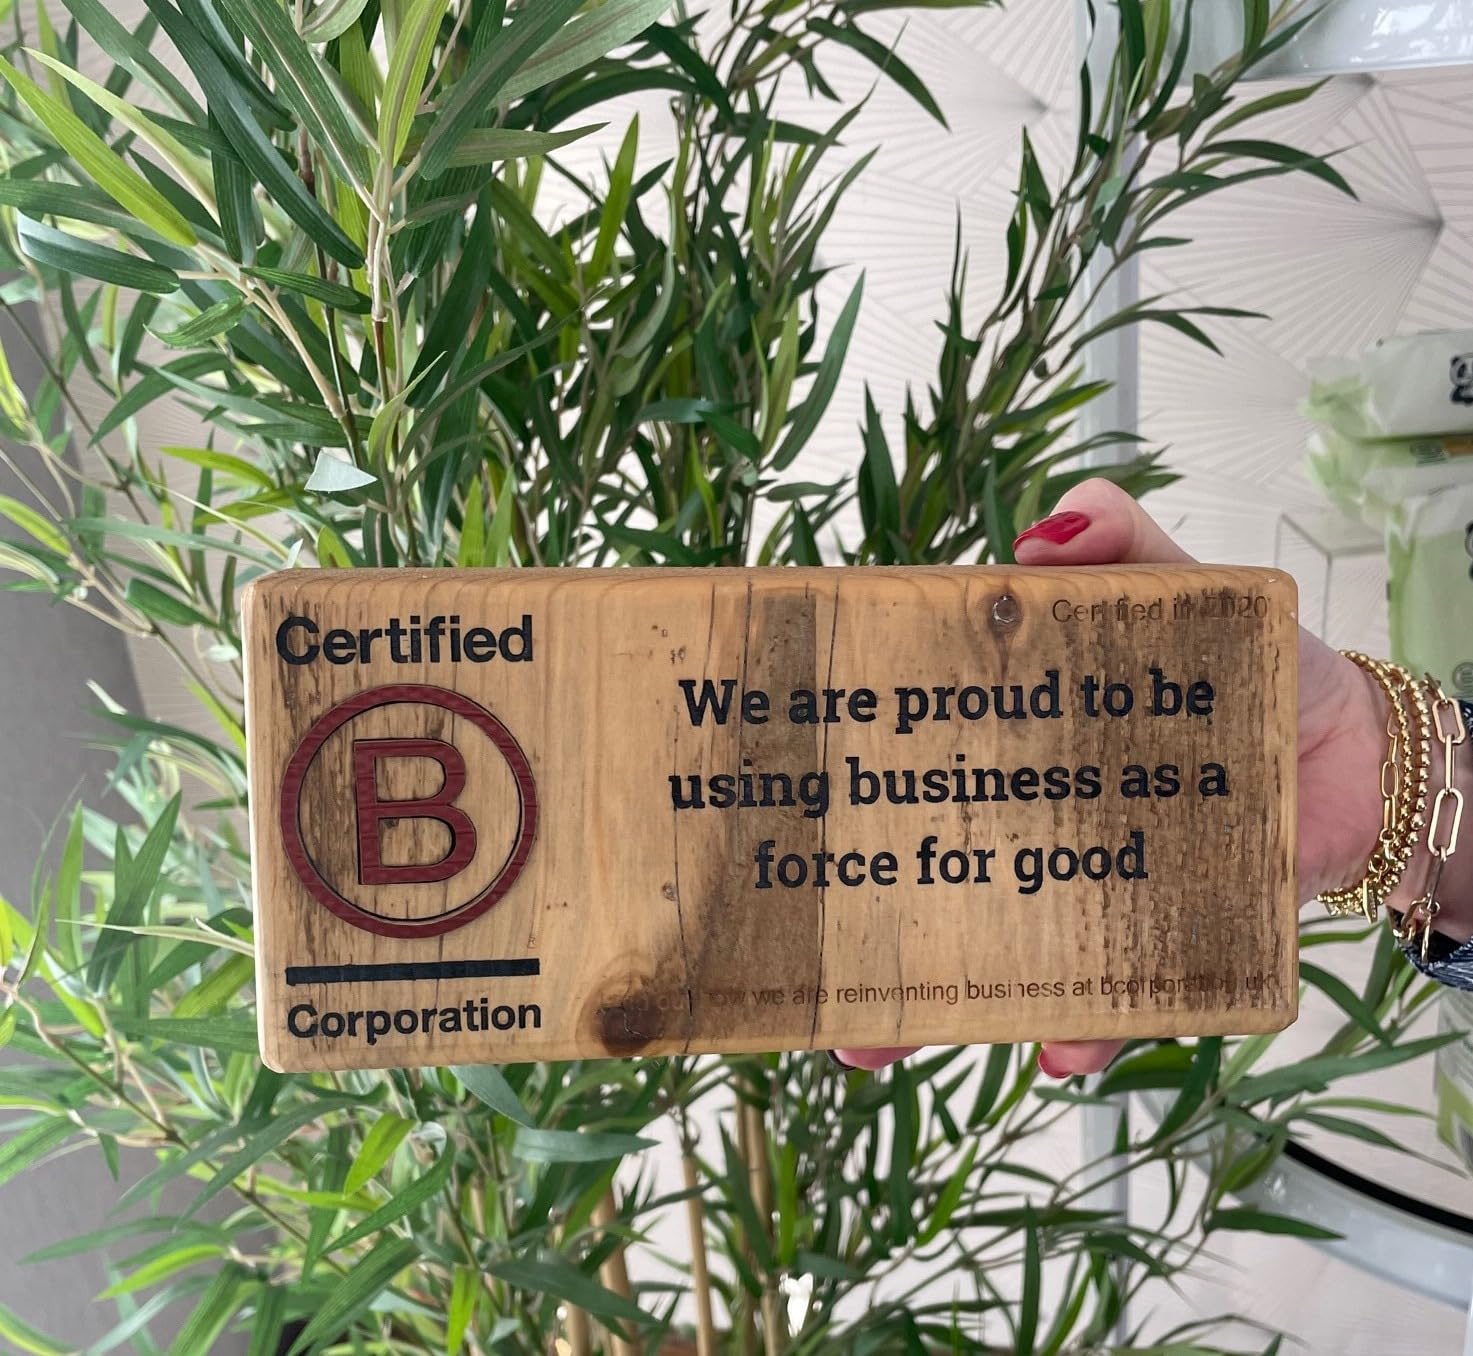 Certified
B
Corporation
Certified in 2020
We are proud to be
using business as a
force for good
how we are reinventing business at bcorporation.uk